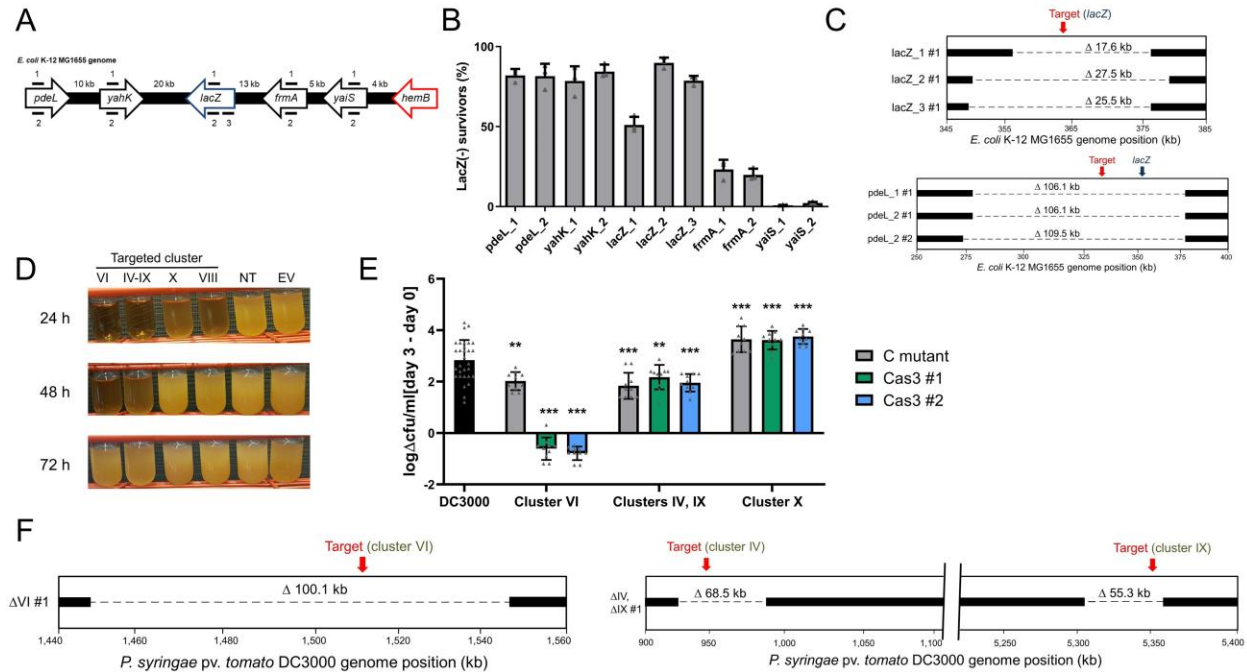 A
E. coli K-12 MG1655 genome
1 1 1 1 1
10 kb 20 kb 13 kb 5 kb 4 kb
pdeL yahK lacZ frmA yaiS hemB
2 2 2 3 2 2
B
LacZ(-) survivors (%)
100
50
0
pdeL_1 pdeL_2 yahK_1 yahK_2 lacZ_1 lacZ_2 lacZ_3 frmA_1 frmA_2 yaiS_1 yaiS_2
C
Target (lacZ)
lacZ_1 #1 Δ 17.6 kb
lacZ_2 #1 Δ 27.5 kb
lacZ_3 #1 Δ 25.5 kb
345 355 365 375 385
E. coli K-12 MG1655 genome position (kb)
Target lacZ
pdeL_1 #1 Δ 106.1 kb
pdeL_2 #1 Δ 106.1 kb
pdeL_2 #2 Δ 109.5 kb
250 275 300 325 350 375 400
E. coli K-12 MG1655 genome position (kb)
D
Targeted cluster
VI IV-IX X VIII NT EV
24 h
48 h
72 h
E
logΔcfu/ml[day 3 - day 0]
6
4
2
0
-2
** *** ***
*** ** ***
*** *** ***
DC3000 Cluster VI Clusters IV, IX Cluster X
C mutant
Cas3 #1
Cas3 #2
F
Target (cluster VI)
Δ 100.1 kb
ΔVI #1
1,440 1,460 1,480 1,500 1,520 1,540 1,560
P. syringae pv. tomato DC3000 genome position (kb)
Target (cluster IV) Target (cluster IX)
Δ 68.5 kb Δ 55.3 kb
ΔIV,
ΔIX #1
900 950 1,000 1,050 1,100 5,250 5,300 5,350 5,400
P. syringae pv. tomato DC3000 genome position (kb)